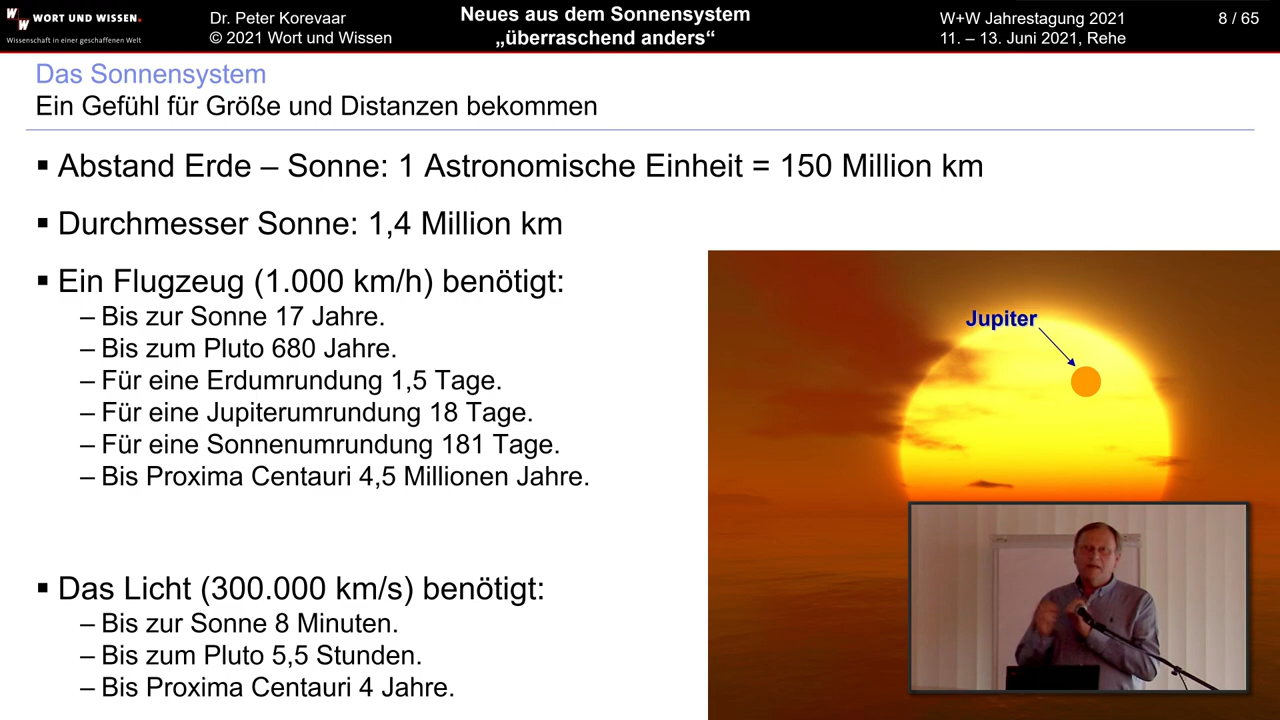 WORT UND WISSEN.
Wissenschaft in einer geschaffenen Welt
Dr. Peter Korevaar
© 2021 Wort und Wissen
Neues aus dem Sonnensystem
„überraschend anders“
W+W Jahrestagung 2021
11. – 13. Juni 2021, Rehe
8 / 65
Das Sonnensystem
Ein Gefühl für Größe und Distanzen bekommen
▪ Abstand Erde – Sonne: 1 Astronomische Einheit = 150 Million km
▪ Durchmesser Sonne: 1,4 Million km
▪ Ein Flugzeug (1.000 km/h) benötigt:
– Bis zur Sonne 17 Jahre.
– Bis zum Pluto 680 Jahre.
– Für eine Erdumrundung 1,5 Tage.
– Für eine Jupiterumrundung 18 Tage.
– Für eine Sonnenumrundung 181 Tage.
– Bis Proxima Centauri 4,5 Millionen Jahre.
▪ Das Licht (300.000 km/s) benötigt:
– Bis zur Sonne 8 Minuten.
– Bis zum Pluto 5,5 Stunden.
– Bis Proxima Centauri 4 Jahre.
Jupiter